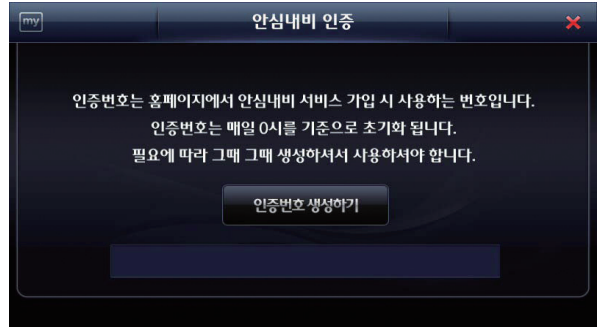 my
안심내비 인증
인증번호는 홈페이지에서 안심내비 서비스 가입 시 사용하는 번호입니다.
인증번호는 매일 0시를 기준으로 초기화 됩니다.
필요에 따라 그때 그때 생성하셔서 사용하셔야 합니다.
인증번호 생성하기